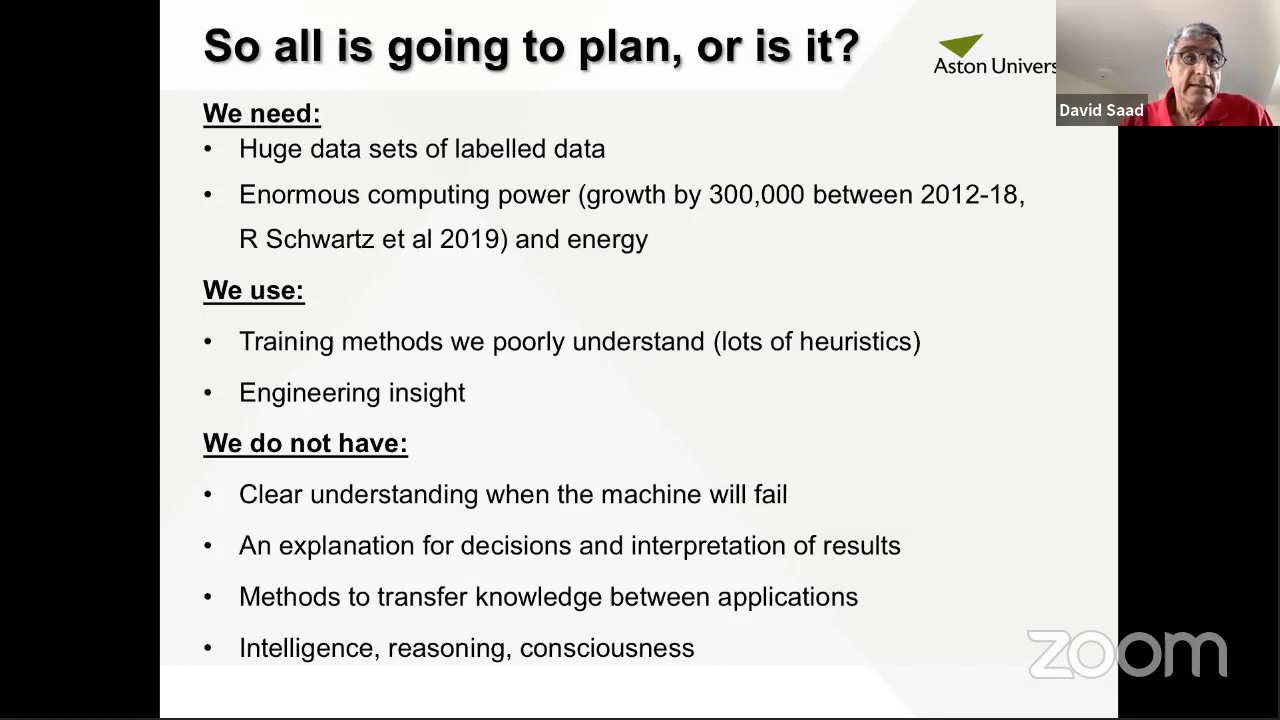 So all is going to plan, or is it?
Aston Univers
David Saad
We need:
• Huge data sets of labelled data
• Enormous computing power (growth by 300,000 between 2012-18,
R Schwartz et al 2019) and energy
We use:
• Training methods we poorly understand (lots of heuristics)
• Engineering insight
We do not have:
• Clear understanding when the machine will fail
• An explanation for decisions and interpretation of results
• Methods to transfer knowledge between applications
• Intelligence, reasoning, consciousness
zoom